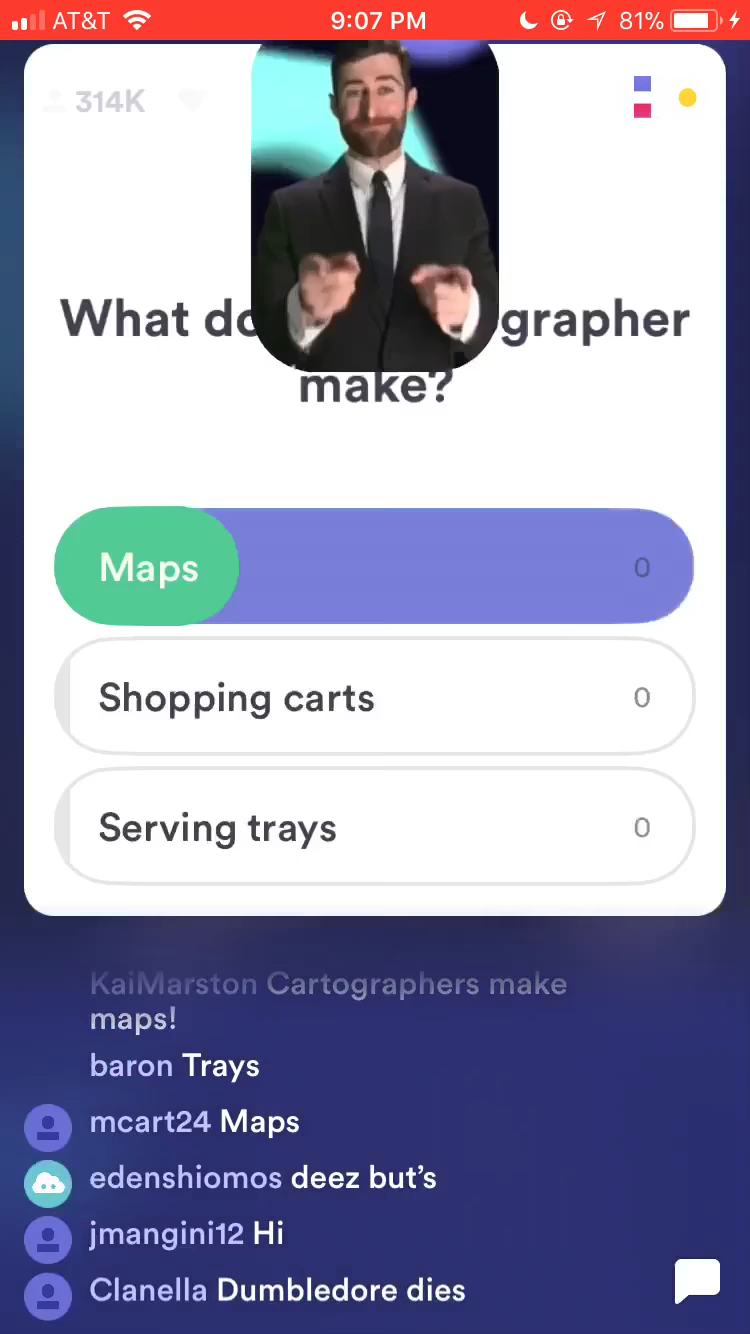 AT&T 9:07 PM 81%
314K
What do grapher
make?
Maps 0
Shopping carts 0
Serving trays 0
KaiMarston Cartographers make
maps!
baron Trays
mcart24 Maps
edenshiomos deez but’s
jmangini12 Hi
Clanella Dumbledore dies